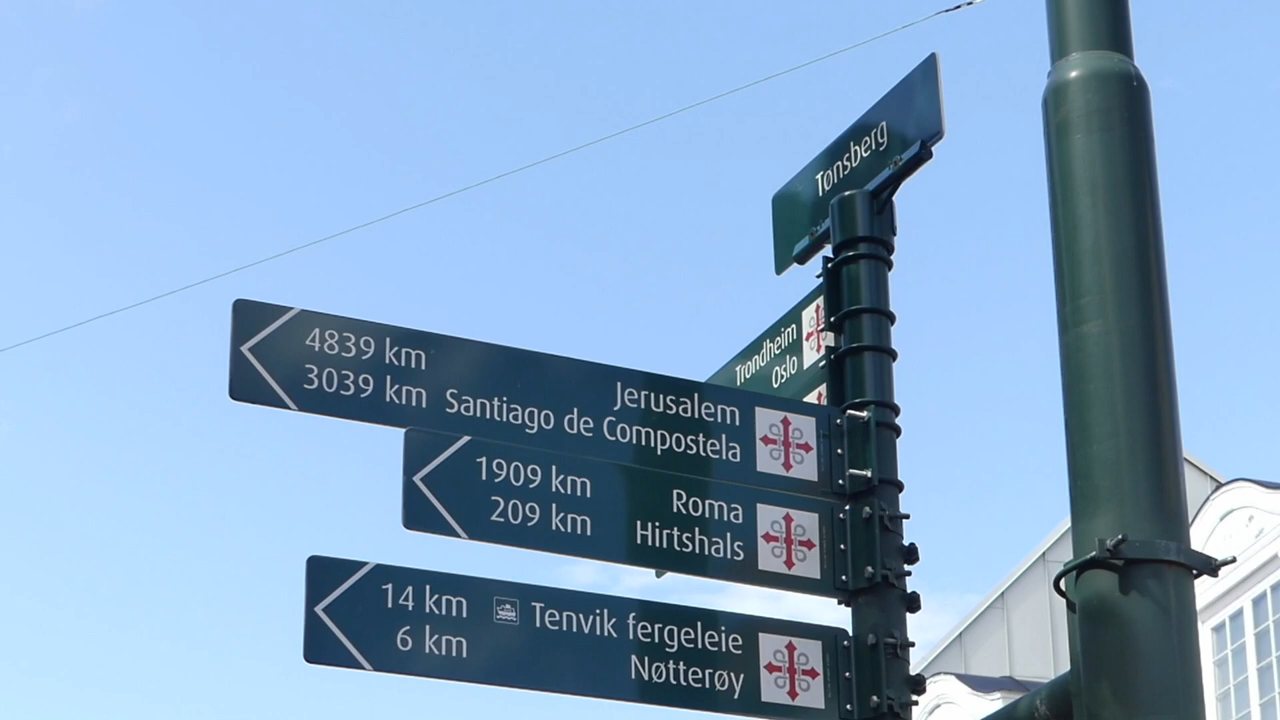 Tønsberg
Trondheim
Oslo
4839 km Jerusalem
3039 km Santiago de Compostela
1909 km Roma
209 km Hirtshals
14 km Tenvik fergeleie
6 km Nøtterøy